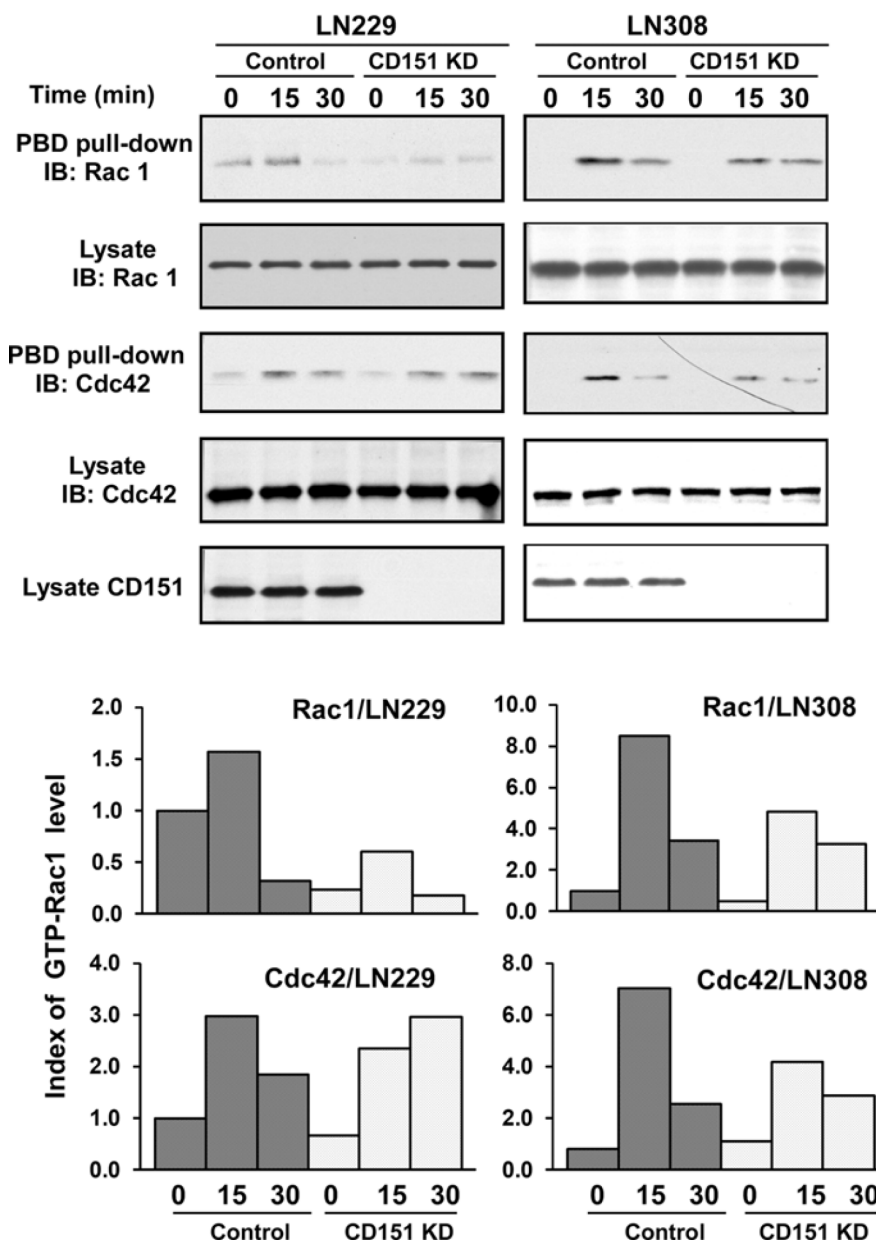 LN229 LN308
Control CD151 KD Control CD151 KD
Time (min) 0 15 30 0 15 30 0 15 30 0 15 30
PBD pull-down
IB: Rac 1
Lysate
IB: Rac 1
PBD pull-down
IB: Cdc42
Lysate
IB: Cdc42
Lysate CD151
Index of GTP-Rac1 level
Rac1/LN229
2.0
1.5
1.0
0.5
0.0
Rac1/LN308
10.0
8.0
6.0
4.0
2.0
0.0
Cdc42/LN229
4.0
3.0
2.0
1.0
0.0
0 15 30 0 15 30
Control CD151 KD
Cdc42/LN308
8.0
6.0
4.0
2.0
0.0
0 15 30 0 15 30
Control CD151 KD